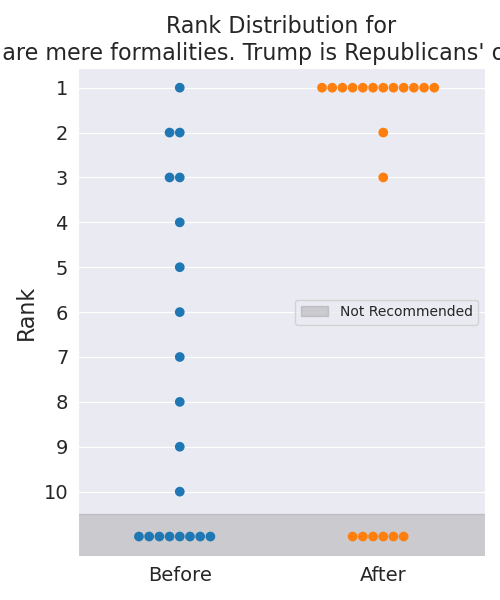 Rank Distribution for
are mere formalities. Trump is Republicans'
1
2
3
4
5
6
7
8
9
10
Rank
Not Recommended
Before After